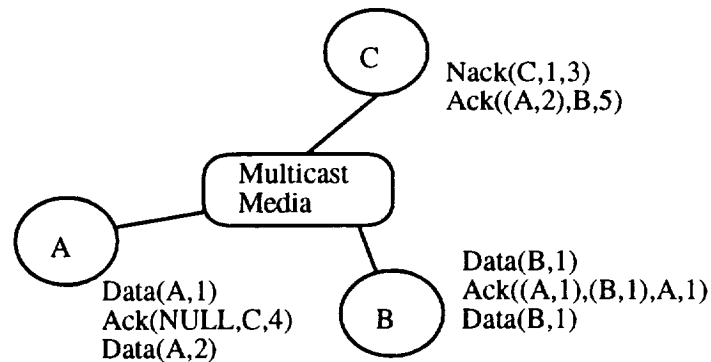 C
Nack(C,1,3)
Ack((A,2),B,5)
Multicast
Media
A
Data(A,1)
Ack(NULL,C,4)
Data(A,2)
B
Data(B,1)
Ack((A,1),(B,1),A,1)
Data(B,1)